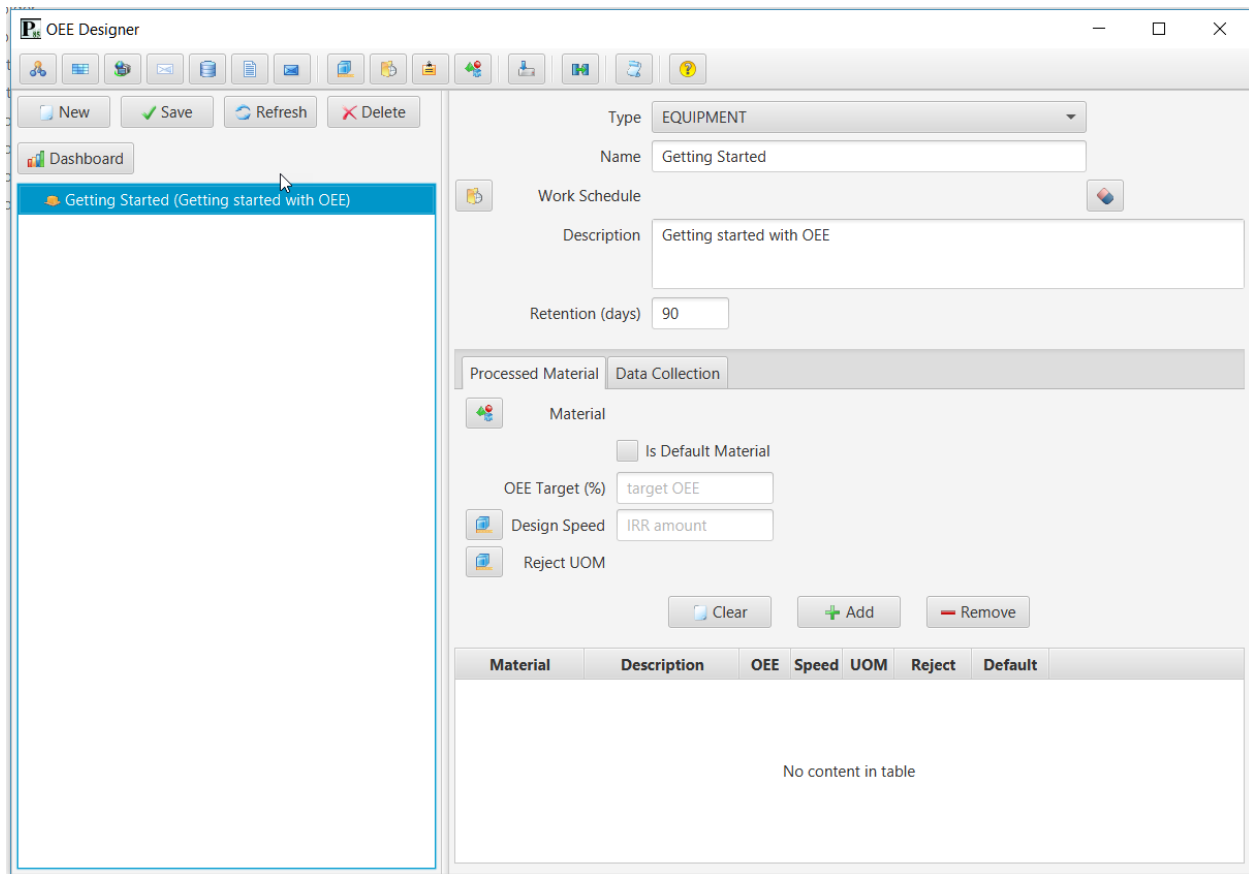 OEE Designer
New Save Refresh Delete
Dashboard
Getting Started (Getting started with OEE)
Type EQUIPMENT
Name Getting Started
Work Schedule
Description Getting started with OEE
Retention (days) 90
Processed Material Data Collection
Material
Is Default Material
OEE Target (%) target OEE
Design Speed IRR amount
Reject UOM
Clear Add Remove
Material Description OEE Speed UOM Reject Default
No content in table